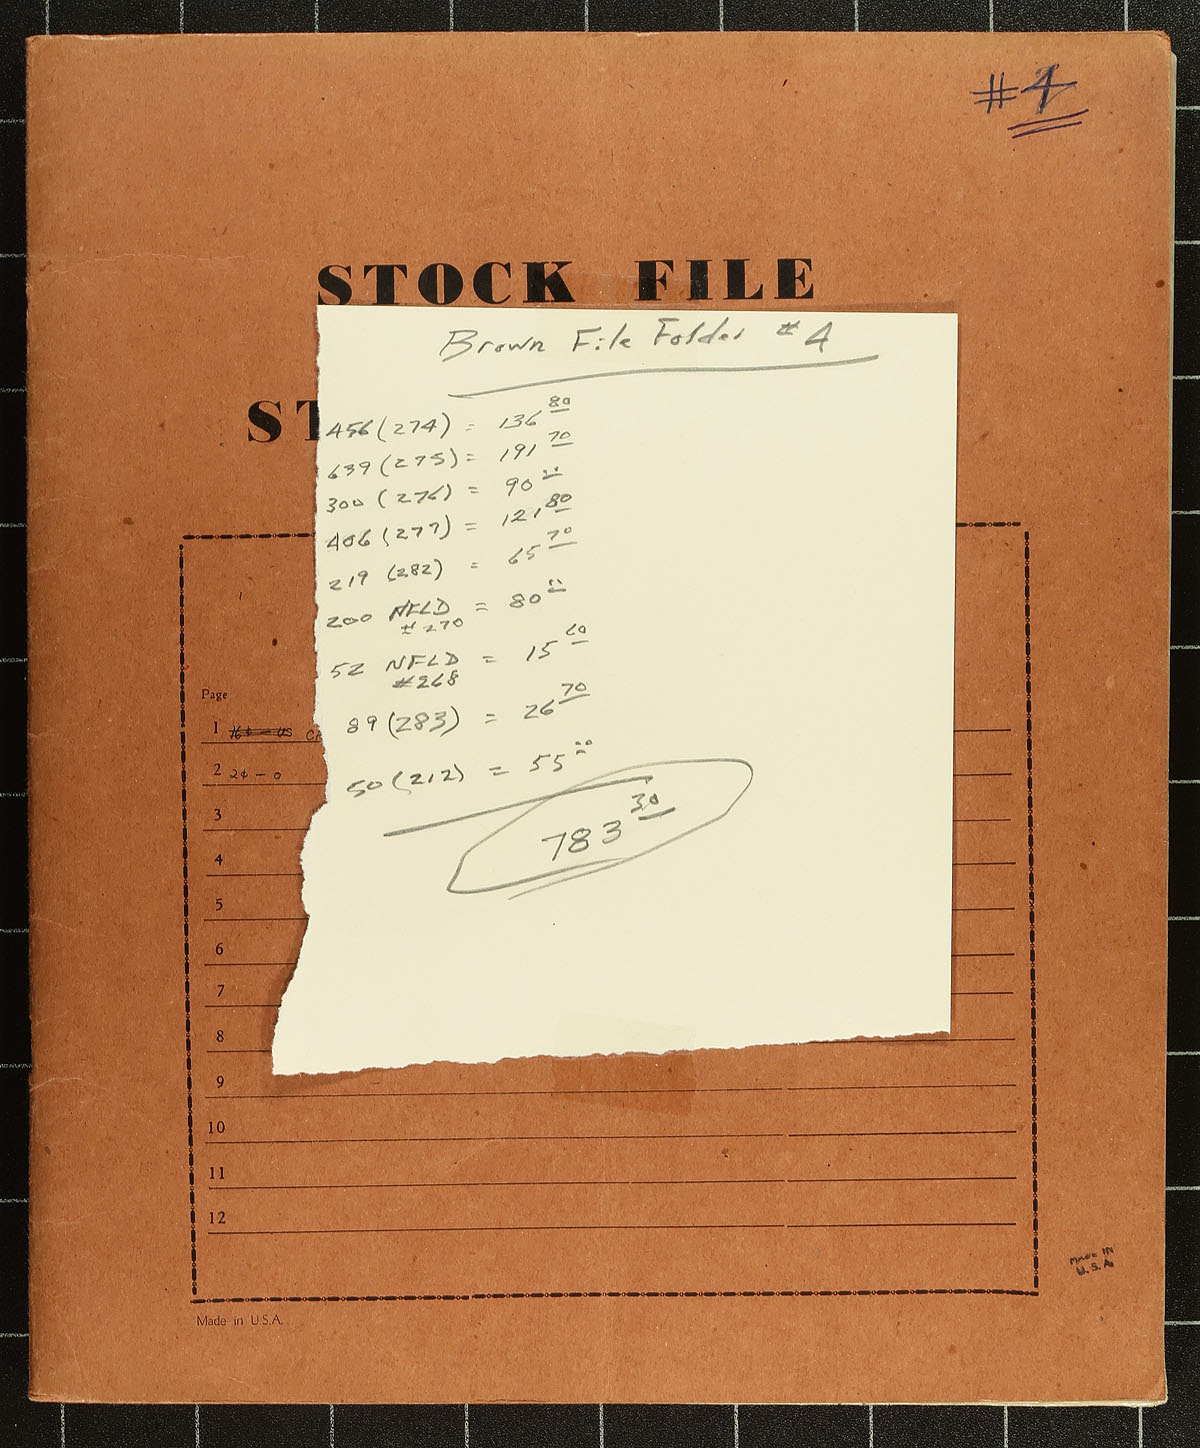 #4
STOCK FILE
Brown File Folder #4
ST
456 (274) = 136 80
639 (275) = 191 70
300 (276) = 90 00
406 (277) = 121 80
219 (282) = 65 70
200 NFLD = 80 00
#270
52 NFLD = 15 60
#268
89 (283) = 26 70
50 (212) = 55 00
783 30
Page
1
2 2¢ - 0
3
4
5
6
7
8
9
10
11
12
MADE IN
U.S.A
Made in U.S.A.